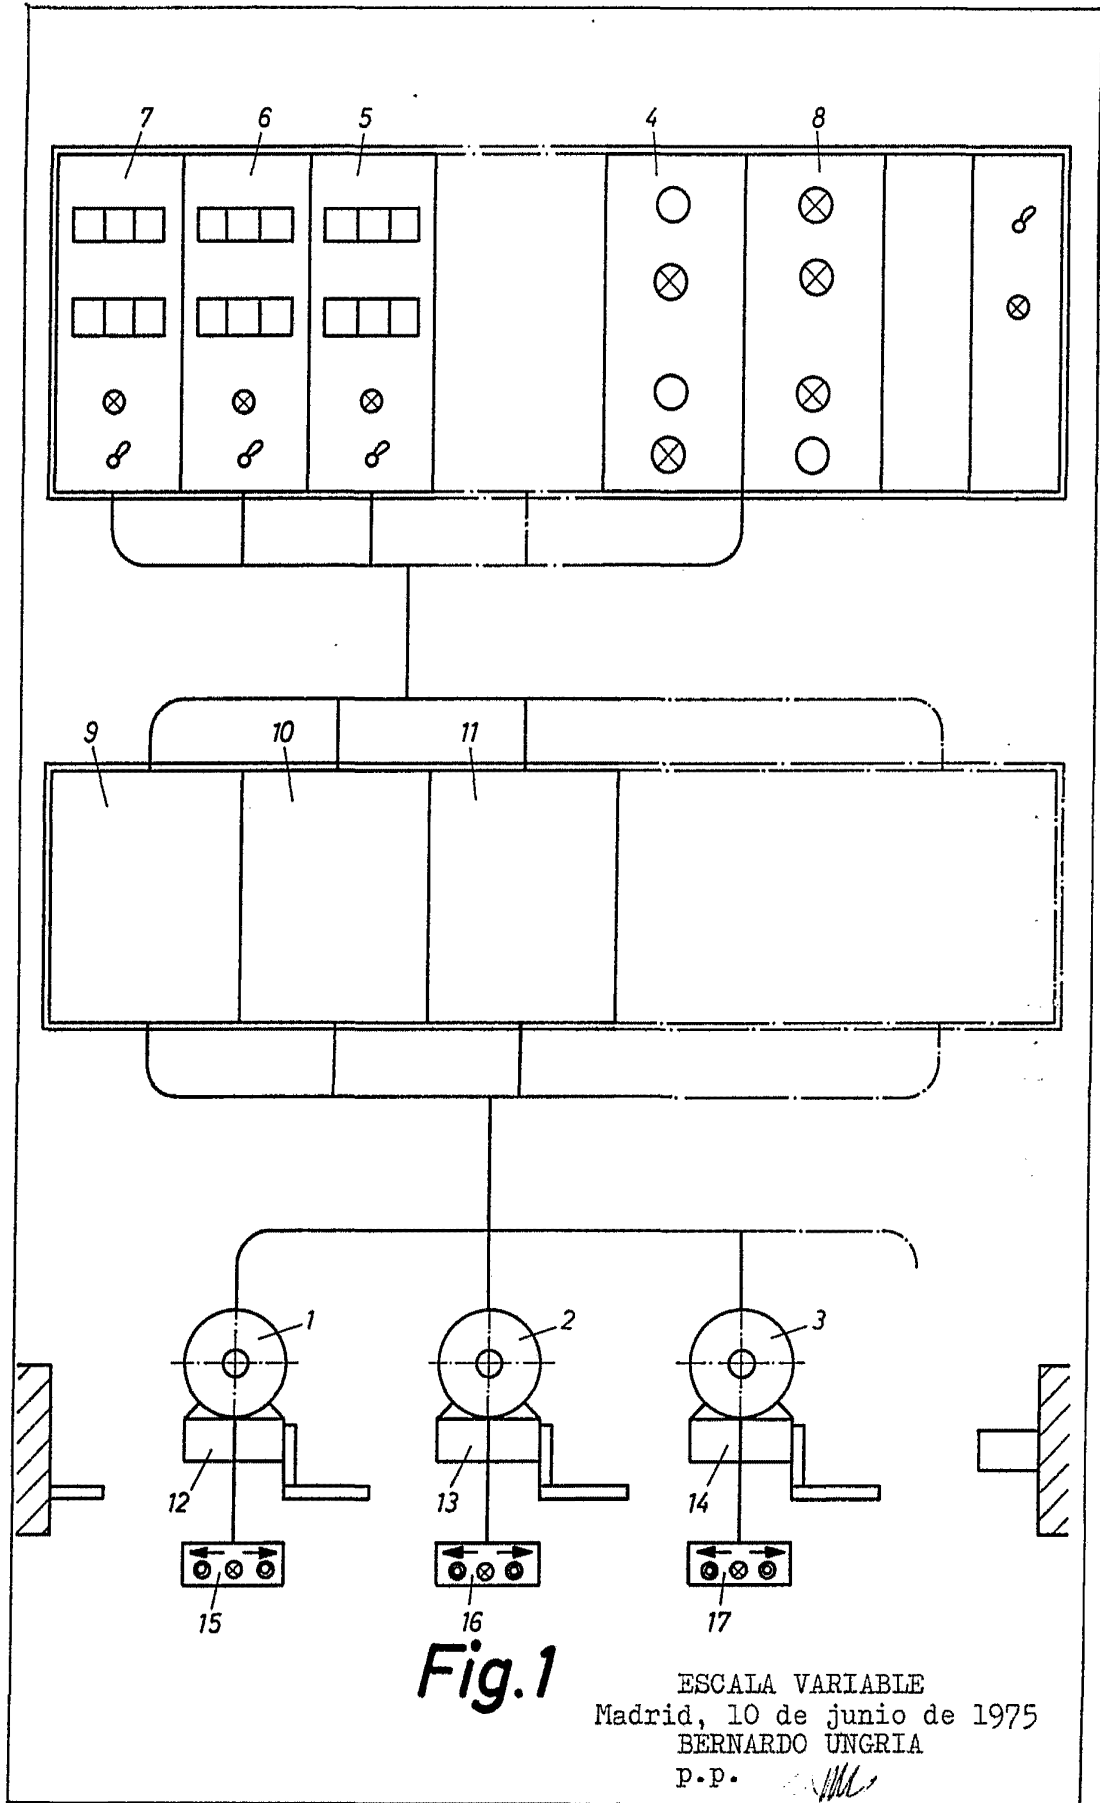 7 6 5 4 8
9 10 11
1 2 3
12 13 14
15 16 17
Fig.1
ESCALA VARIABLE
Madrid, 10 de junio de 1975
BERNARDO UNGRIA
p.p.